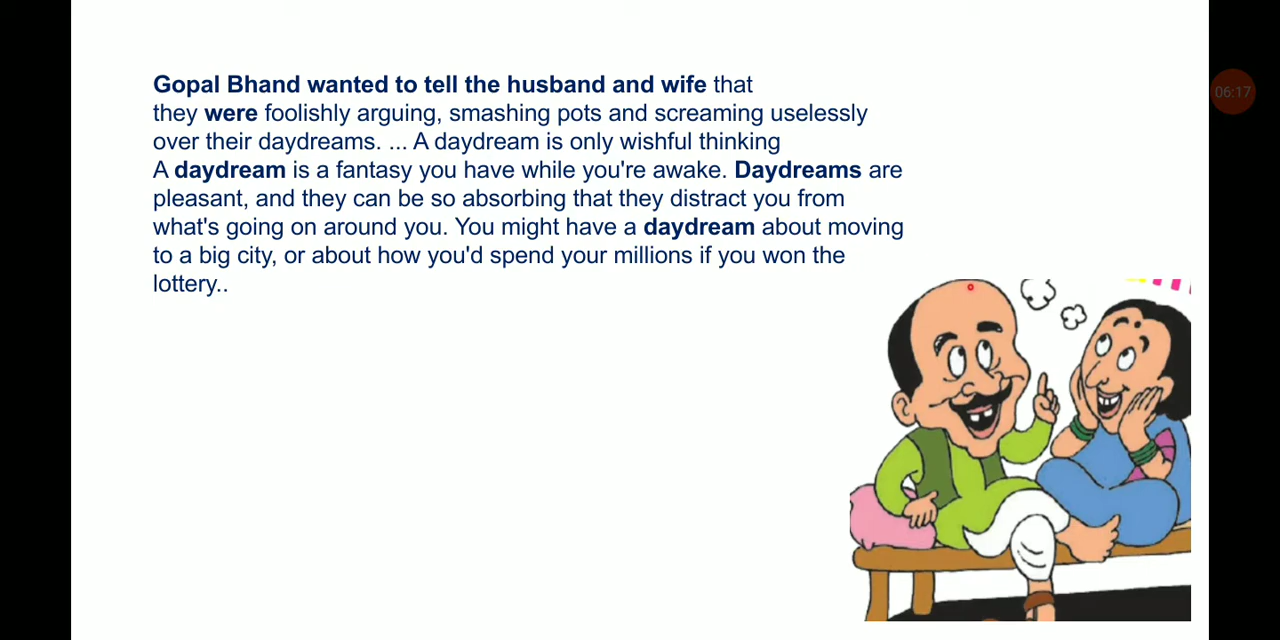 Gopal Bhand wanted to tell the husband and wife that
they were foolishly arguing, smashing pots and screaming uselessly
over their daydreams. ... A daydream is only wishful thinking
A daydream is a fantasy you have while you're awake. Daydreams are
pleasant, and they can be so absorbing that they distract you from
what's going on around you. You might have a daydream about moving
to a big city, or about how you'd spend your millions if you won the
lottery..
06:17